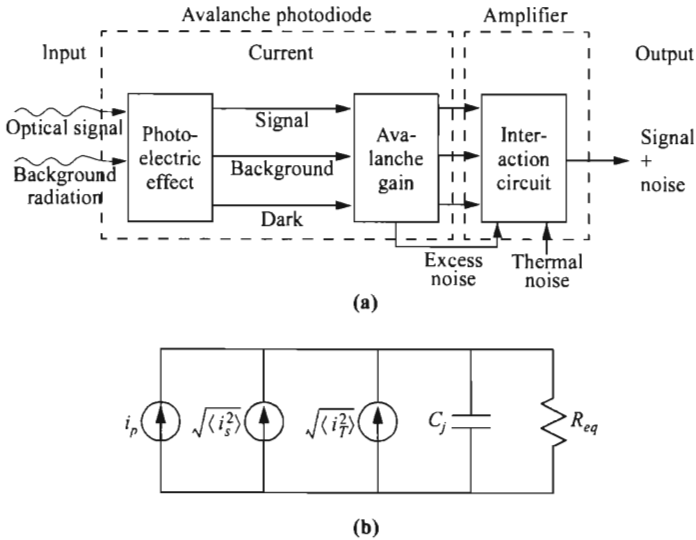 Avalanche photodiode
Amplifier
Input
Current
Output
Optical signal
Background
radiation
Photo-
electric
effect
Signal
Background
Dark
Ava-
lanche
gain
Inter-
action
circuit
Signal
+
noise
Excess
noise
Thermal
noise
(a)
i_p
√⟨i_s^2⟩
√⟨i_T^2⟩
C_j
R_eq
(b)